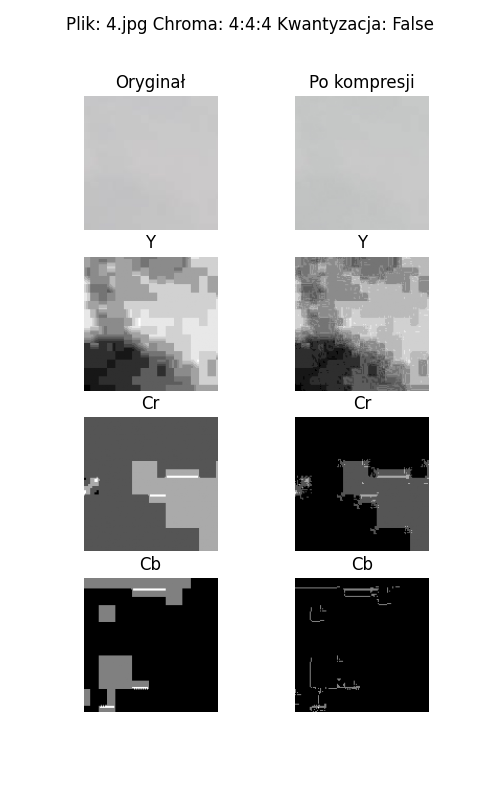 Plik: 4.jpg Chroma: 4:4:4 Kwantyzacja: False
Oryginał Po kompresji
Y Y
Cr Cr
Cb Cb